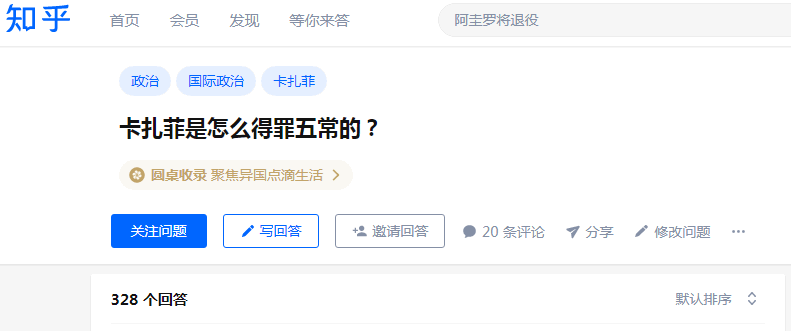 知乎 首页 会员 发现 等你来答 阿圭罗将退役
政治 国际政治 卡扎菲
卡扎菲是怎么得罪五常的？
圆桌收录 聚焦异国点滴生活
关注问题 写回答 邀请回答 20 条评论 分享 修改问题 ···
328 个回答 默认排序